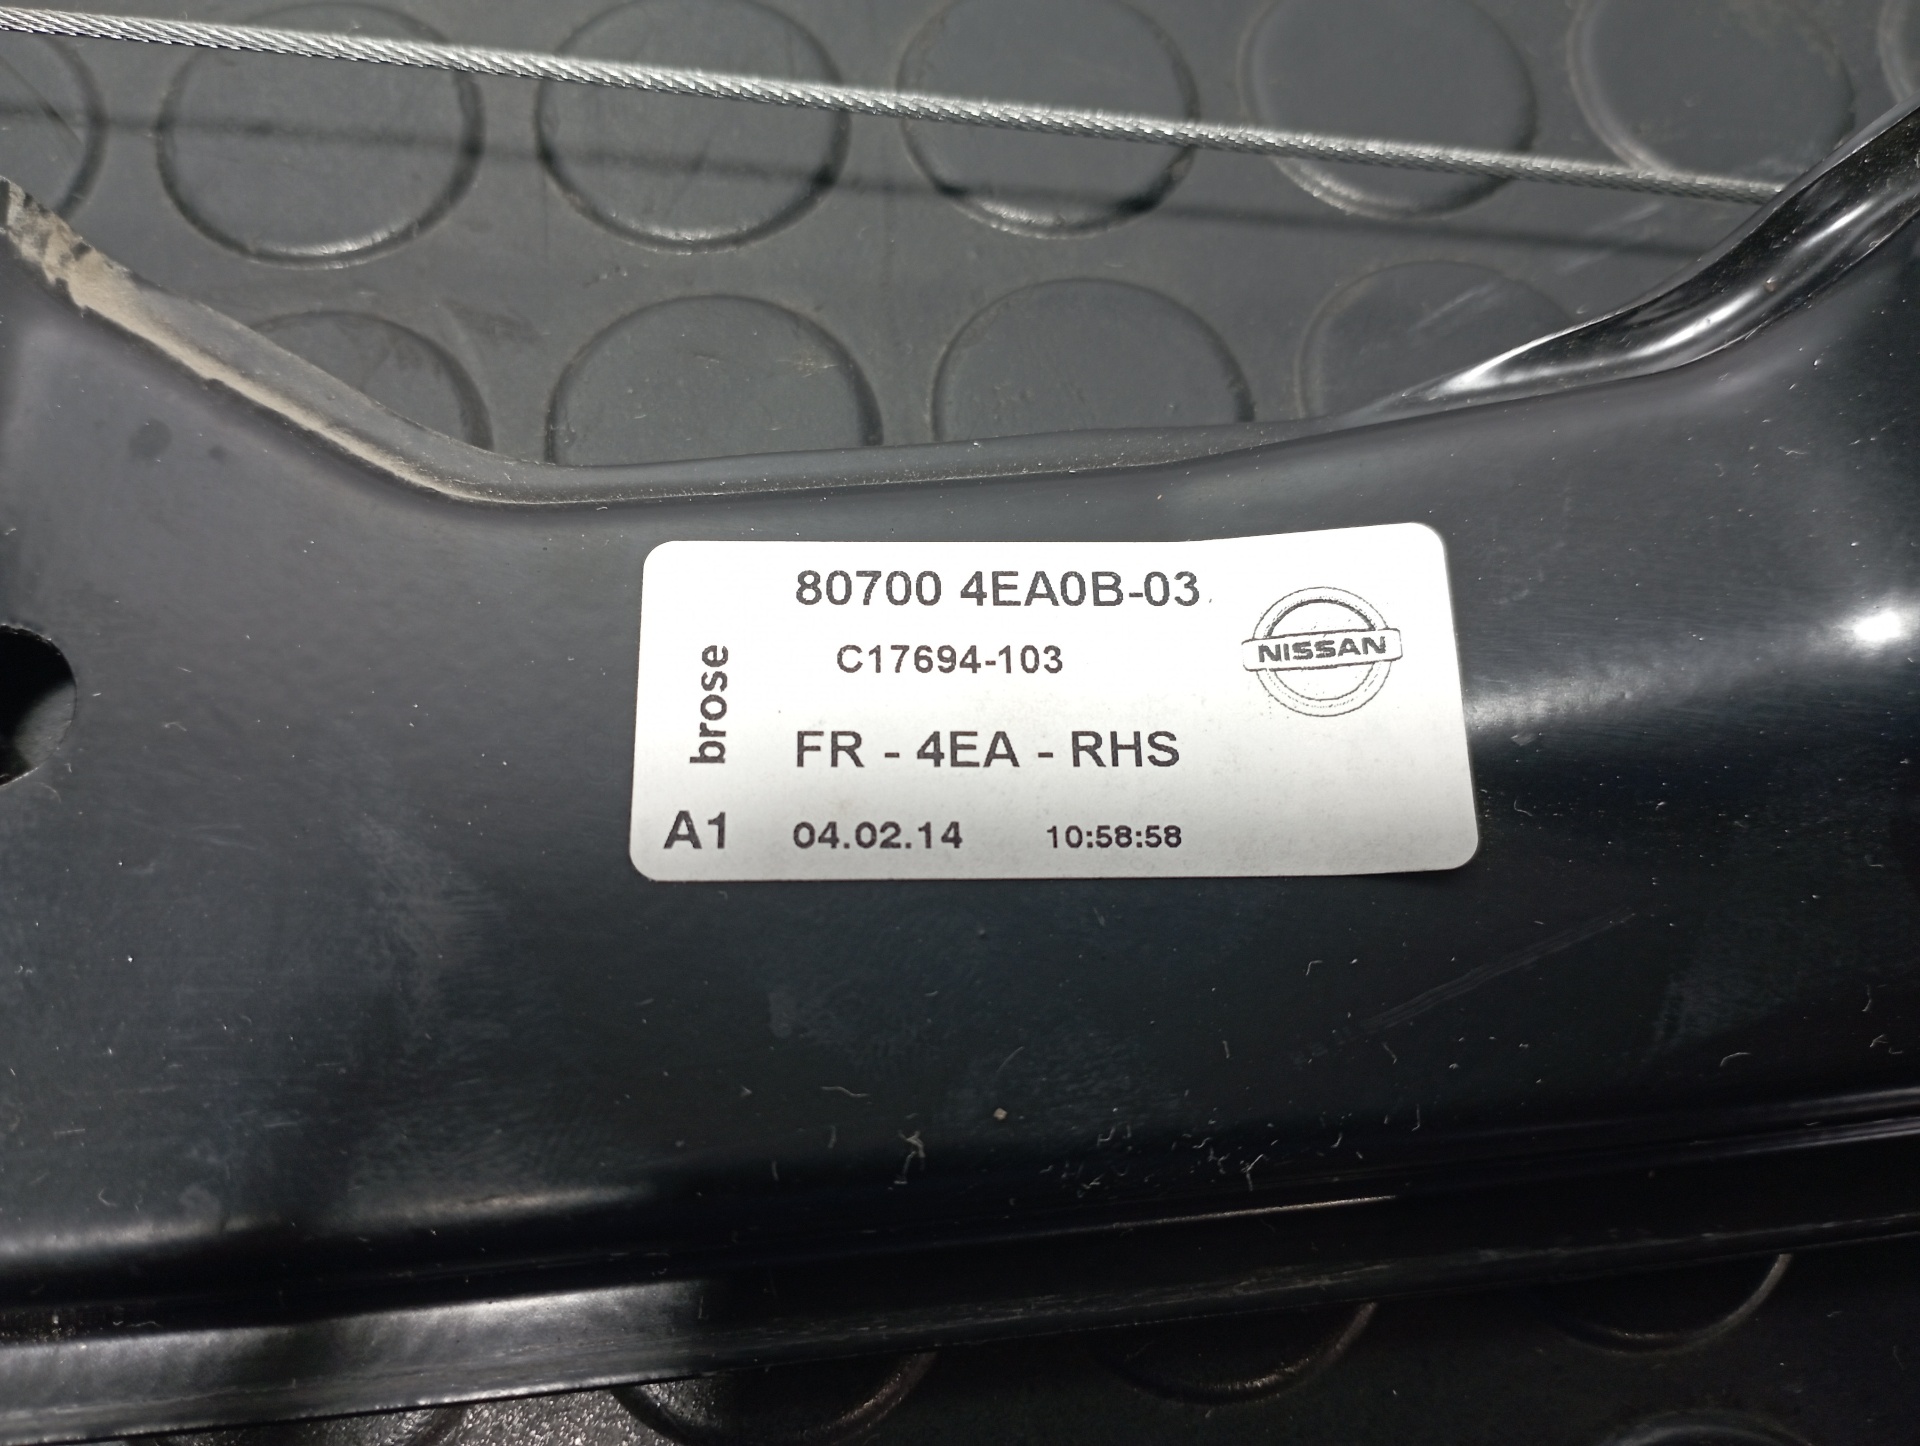 80700 4EA0B-03
C17694-103
NISSAN
brose
FR - 4EA - RHS
A1 04.02.14 10:58:58